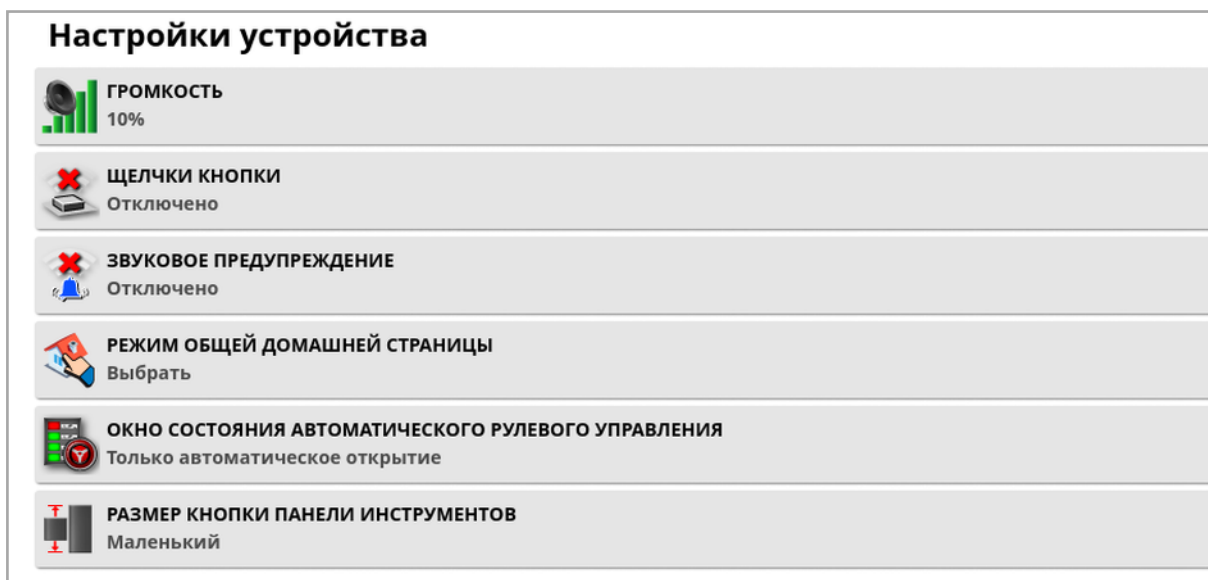 Настройки устройства
ГРОМКОСТЬ
10%
ЩЕЛЧКИ КНОПКИ
Отключено
ЗВУКОВОЕ ПРЕДУПРЕЖДЕНИЕ
Отключено
РЕЖИМ ОБЩЕЙ ДОМАШНЕЙ СТРАНИЦЫ
Выбрать
ОКНО СОСТОЯНИЯ АВТОМАТИЧЕСКОГО РУЛЕВОГО УПРАВЛЕНИЯ
Только автоматическое открытие
РАЗМЕР КНОПКИ ПАНЕЛИ ИНСТРУМЕНТОВ
Маленький